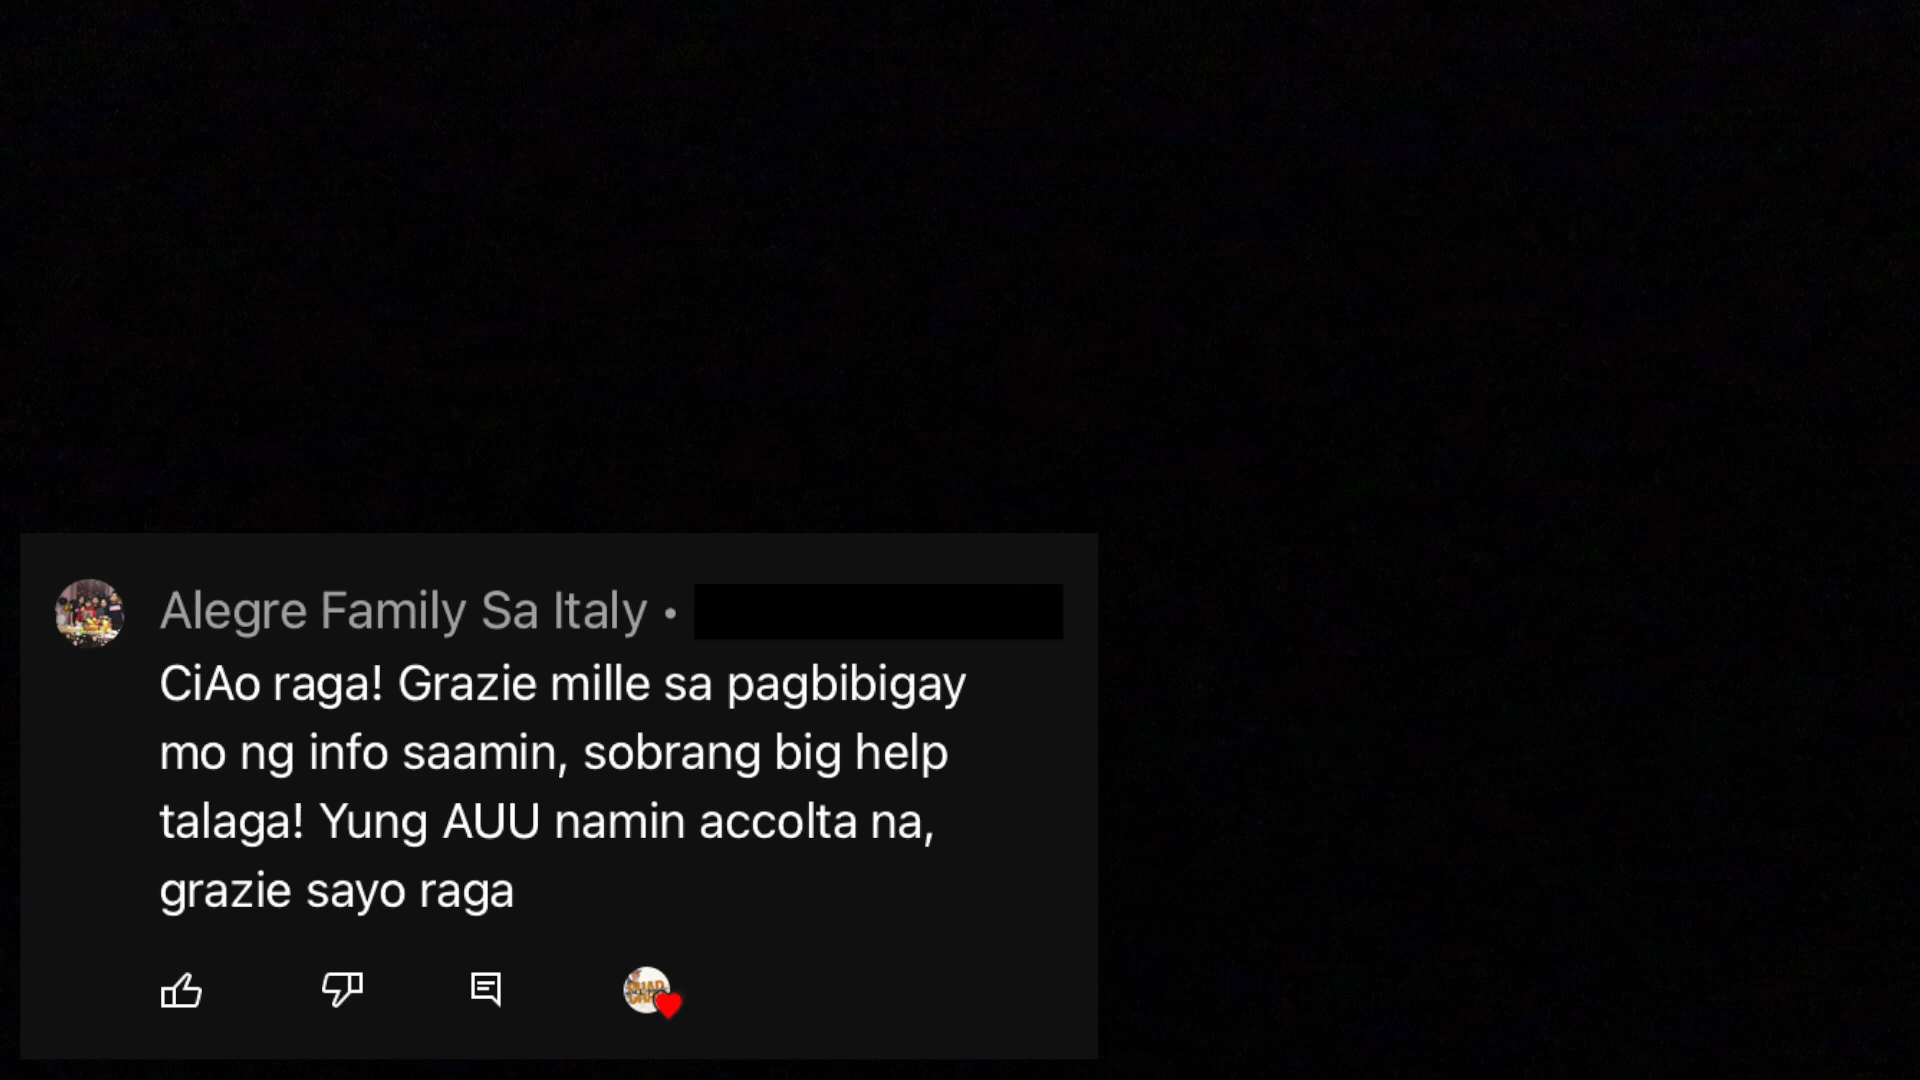 Alegre Family Sa Italy •
CiAo raga! Grazie mille sa pagbibigay
mo ng info saamin, sobrang big help
talaga! Yung AUU namin accolta na,
grazie sayo raga